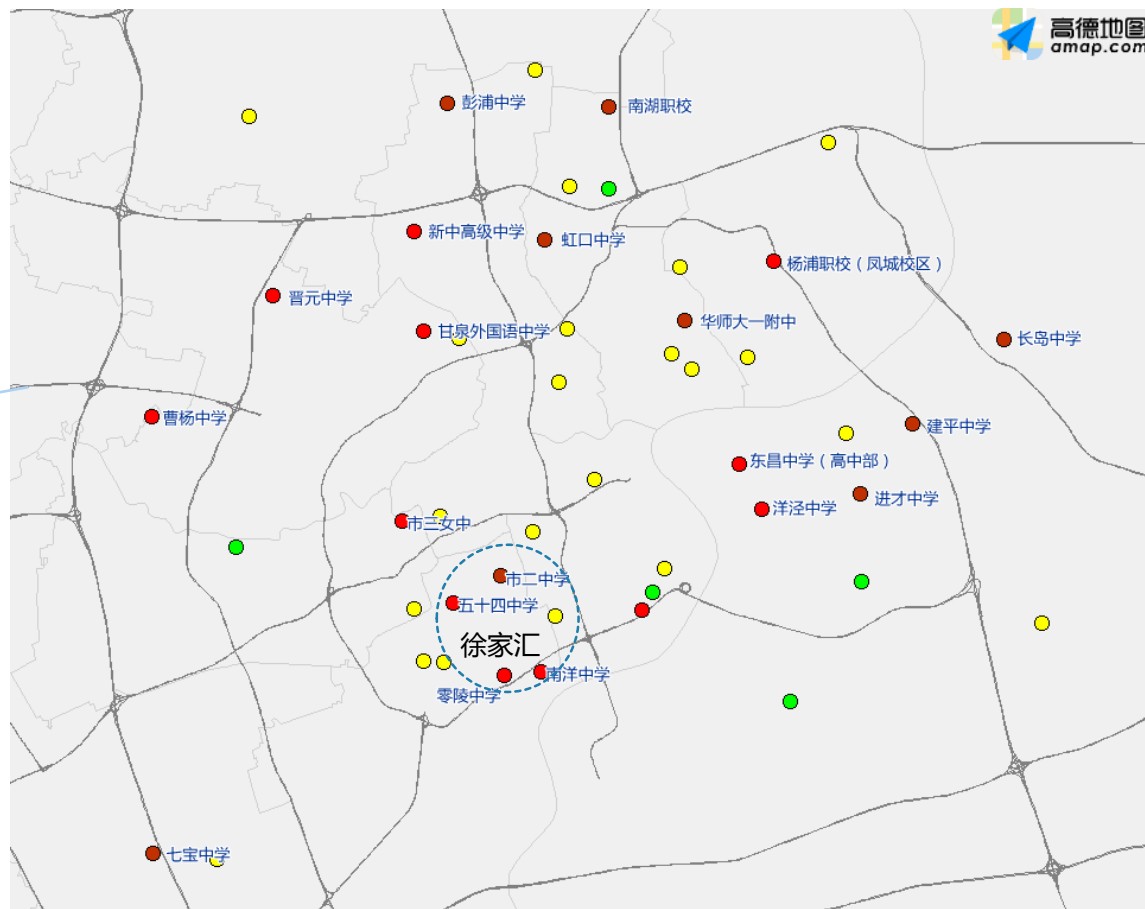 高德地图
amap.com
彭浦中学
南湖职校
新中高级中学
虹口中学
杨浦职校（凤城校区）
晋元中学
华师大一附中
甘泉外国语中学
长岛中学
曹杨中学
建平中学
东昌中学（高中部）
进才中学
洋泾中学
市三女中
市二中学
五十四中学
徐家汇
南洋中学
零陵中学
七宝中学